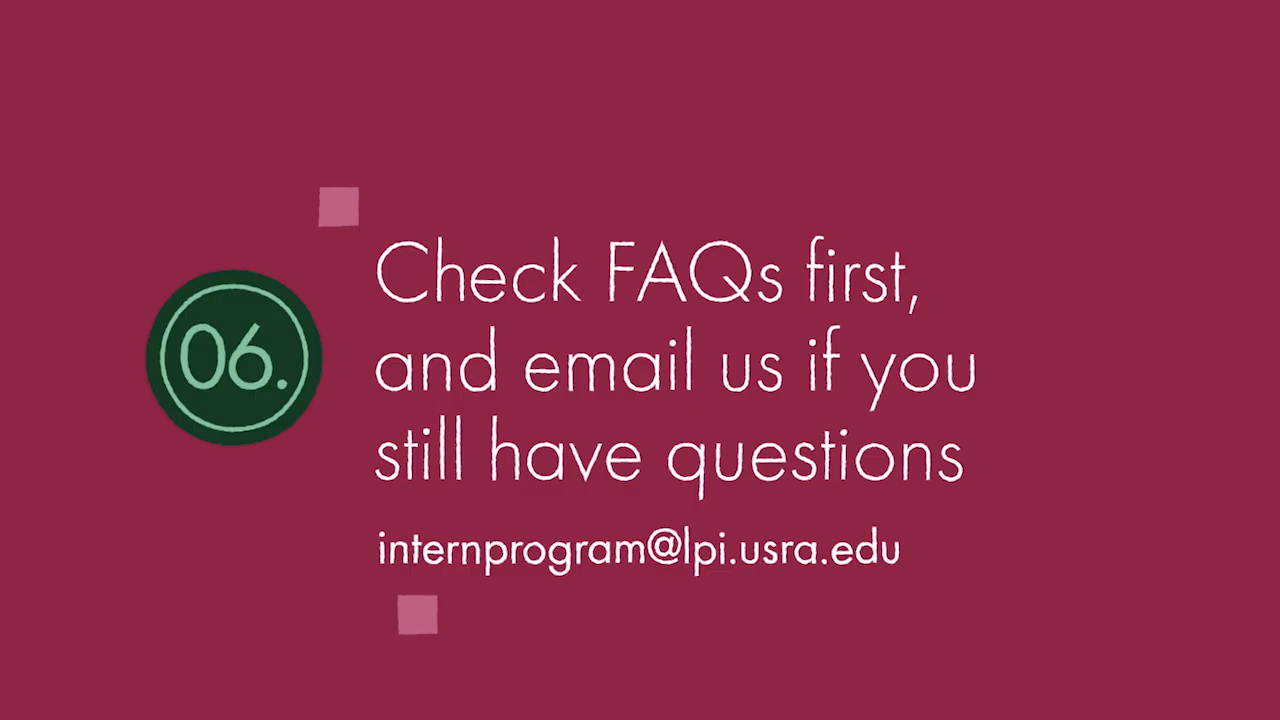 06.
Check FAQs first,
and email us if you
still have questions
internprogram@lpi.usra.edu